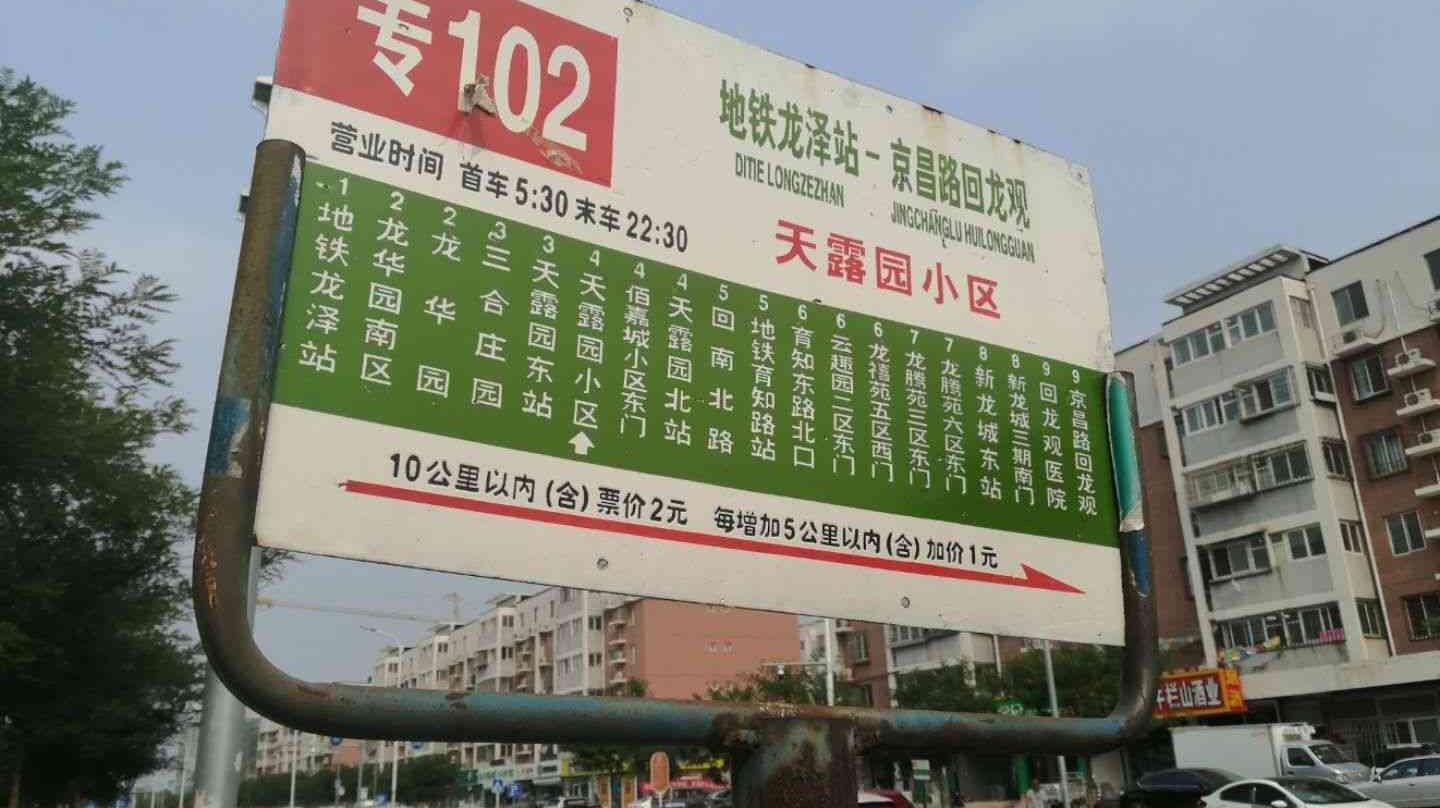 专102
地铁龙泽站－京昌路回龙观
DITIE LONGZEZHAN JINGCHANGLU HUILONGGUAN
营业时间 首车5:30 末车22:30
天露园小区
1 地铁龙泽站
2 龙华园南区
2 龙华园
3 三合庄园
3 天露园东站
4 天露园小区
4 佰嘉城小区东门
4 天露园北站
5 回南北路
5 地铁育知路站
6 育知东路北口
6 云趣园二区东门
6 龙禧苑五区西门
7 龙腾苑三区东门
7 龙腾苑六区东门
8 新龙城东站
8 新龙城三期南门
9 回龙观医院
9 京昌路回龙观
10公里以内(含)票价2元 每增加5公里以内(含)加价1元
栏山酒业